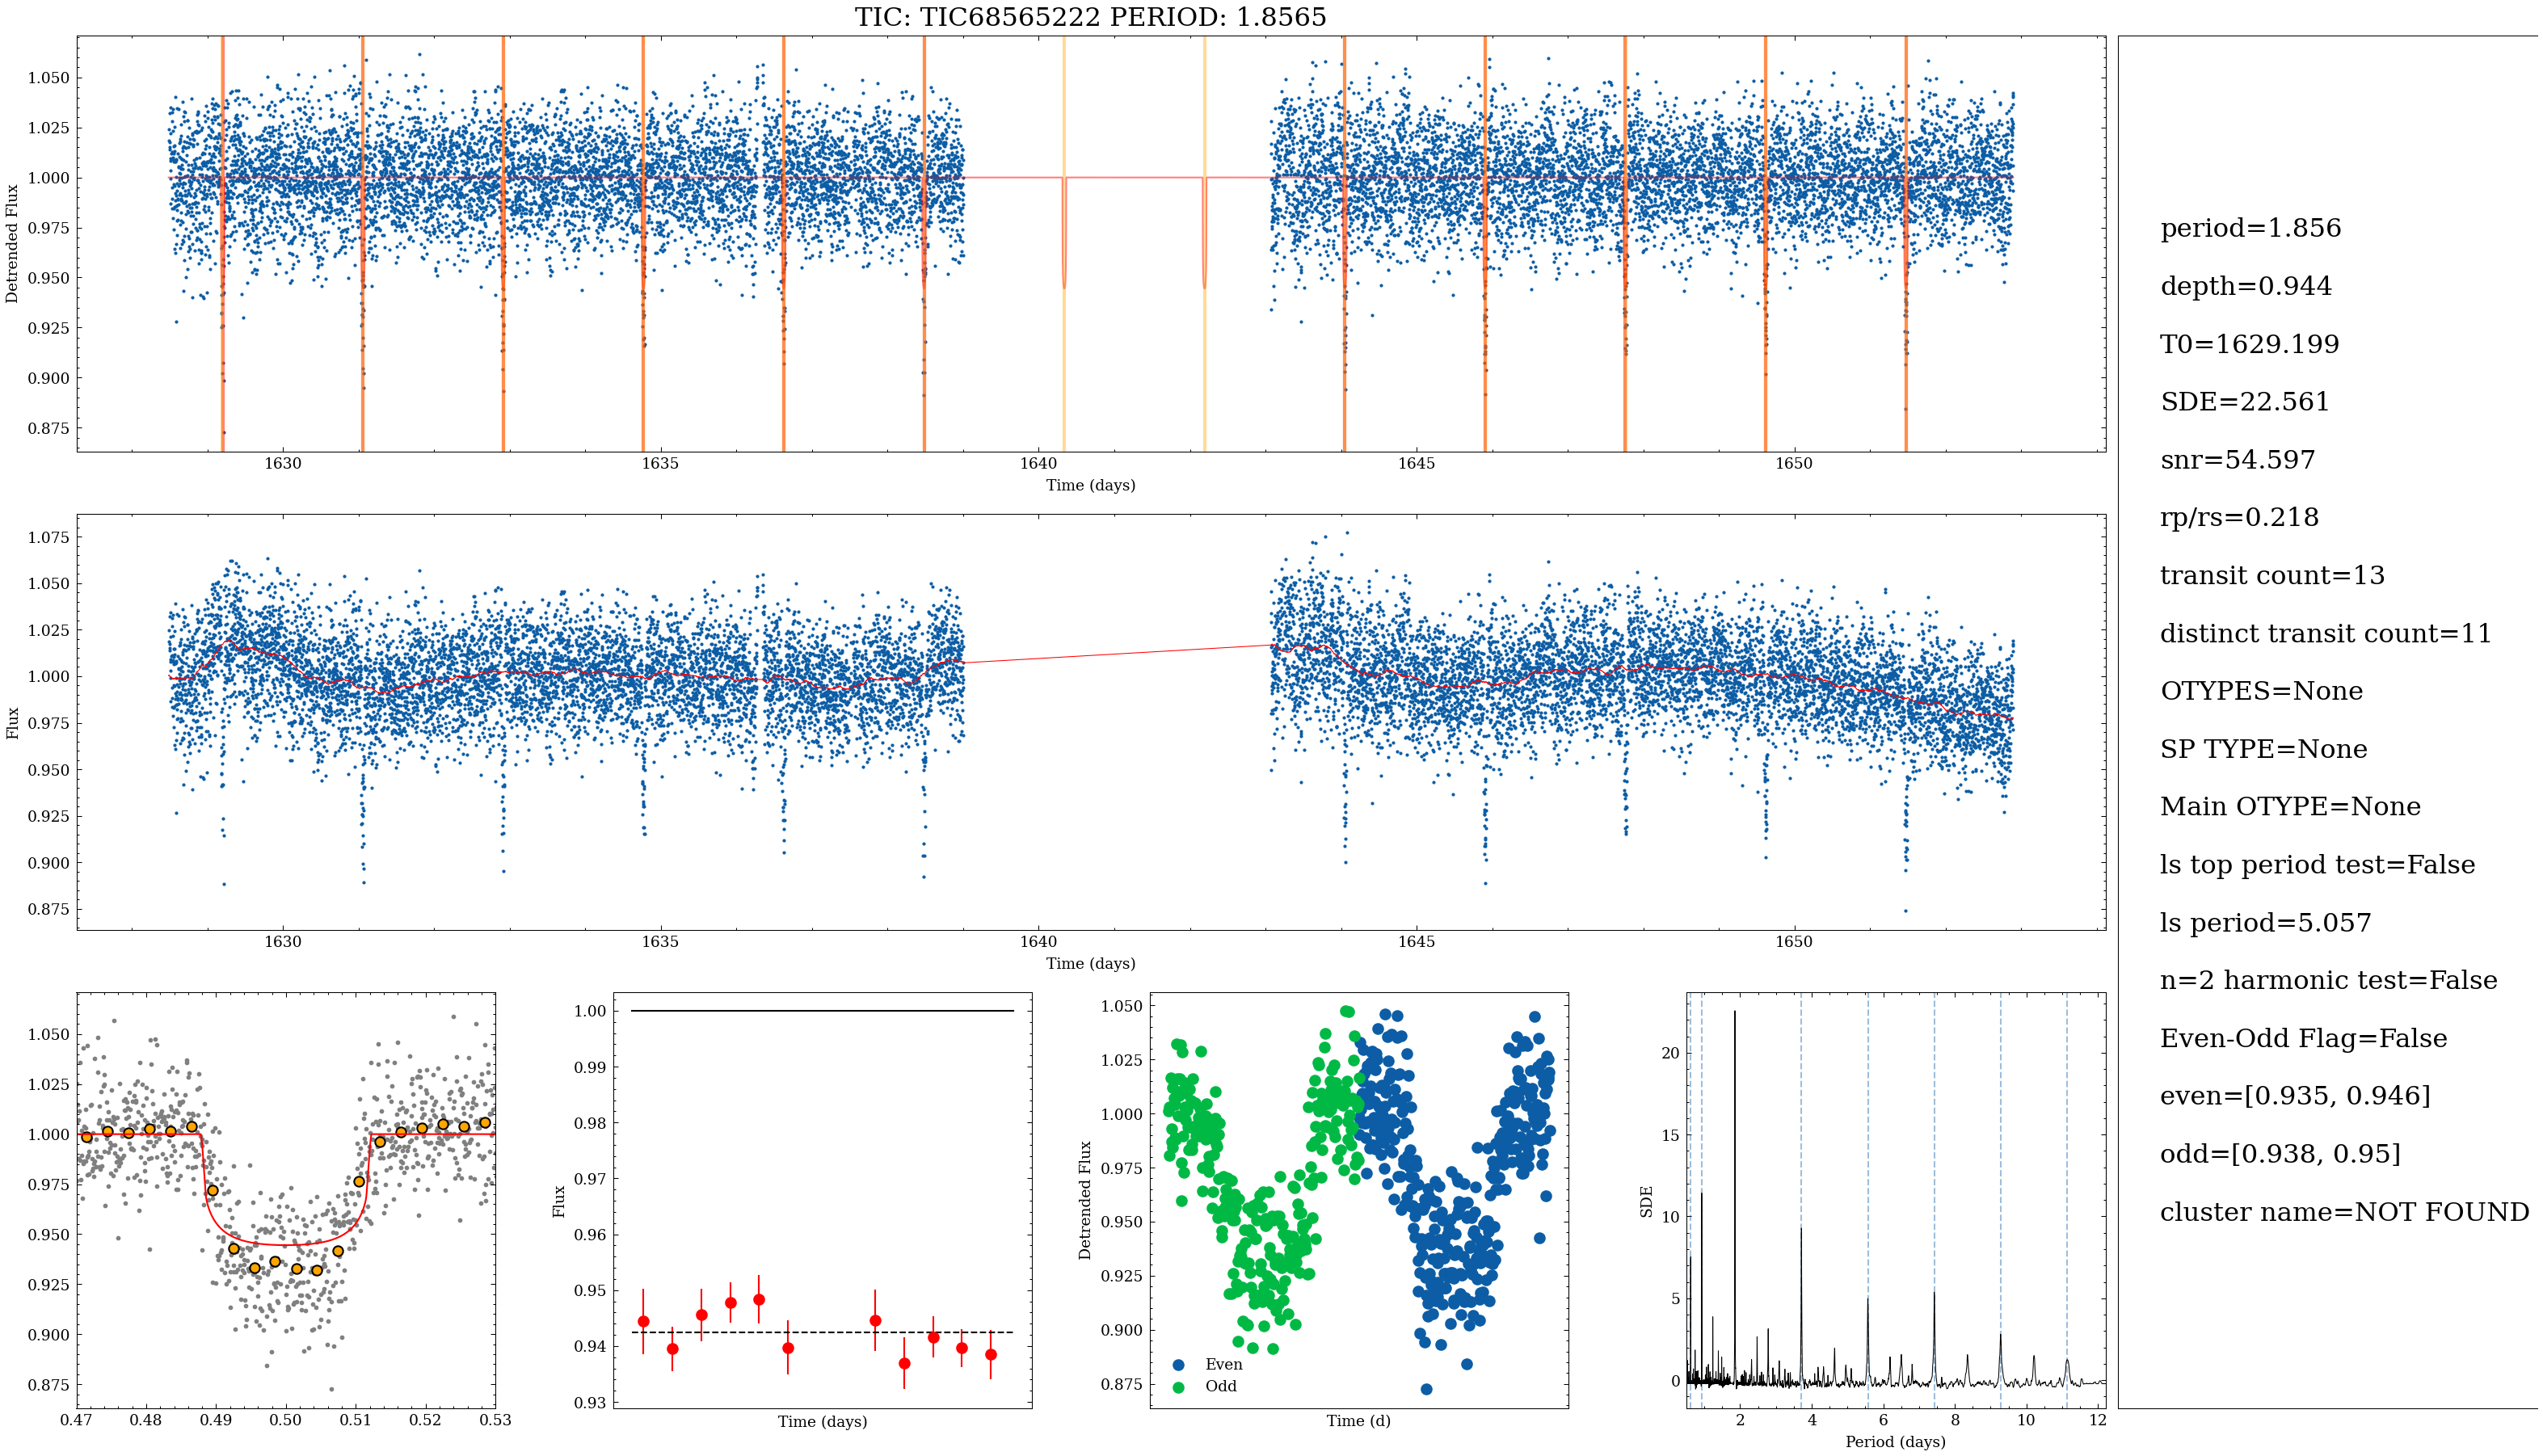 TIC: TIC68565222 PERIOD: 1.8565
Detrended Flux
1.050
1.025
1.000
0.975
0.950
0.925
0.900
0.875
1630 1635 1640 1645 1650
Time (days)
Flux
1.075
1.050
1.025
1.000
0.975
0.950
0.925
0.900
0.875
1630 1635 1640 1645 1650
Time (days)
1.050
1.025
1.000
0.975
0.950
0.925
0.900
0.875
0.47 0.48 0.49 0.50 0.51 0.52 0.53
Flux
1.00
0.99
0.98
0.97
0.96
0.95
0.94
0.93
Time (days)
Detrended Flux
1.050
1.025
1.000
0.975
0.950
0.925
0.900
0.875
Even
Odd
Time (d)
SDE
20
15
10
5
0
2 4 6 8 10 12
Period (days)
period=1.856
depth=0.944
T0=1629.199
SDE=22.561
snr=54.597
rp/rs=0.218
transit count=13
distinct transit count=11
OTYPES=None
SP TYPE=None
Main OTYPE=None
ls top period test=False
ls period=5.057
n=2 harmonic test=False
Even-Odd Flag=False
even=[0.935, 0.946]
odd=[0.938, 0.95]
cluster name=NOT FOUND